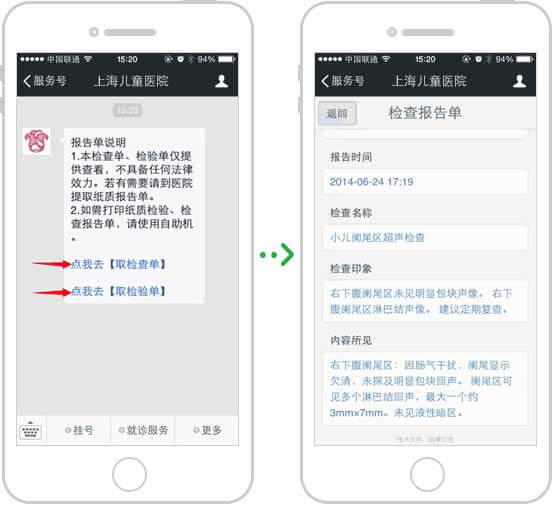 中国联通 15:20 94%
服务号 上海儿童医院
15:20
报告单说明
1.本检查单、检验单仅提
供查看，不具备任何法律
效力。若有需要请到医院
提取纸质报告单。
2.如需打印纸质检验、检
查报告单，请使用自助机
。
点我去【取检查单】
点我去【取检验单】
挂号 就诊服务 更多
中国联通 15:20 94%
服务号 上海儿童医院
返回 检查报告单
报告时间
2014-06-24 17:19
检查名称
小儿阑尾区超声检查
检查印象
右下腹阑尾区未见明显包块声像。 右下
腹阑尾区淋巴结声像。 建议定期复查。
内容所见
右下腹阑尾区：因肠气干扰，阑尾显示
欠清，未探及明显包块回声。 阑尾区可
见多个淋巴结回声，最大一个约
3mm×7mm。未见液性暗区。